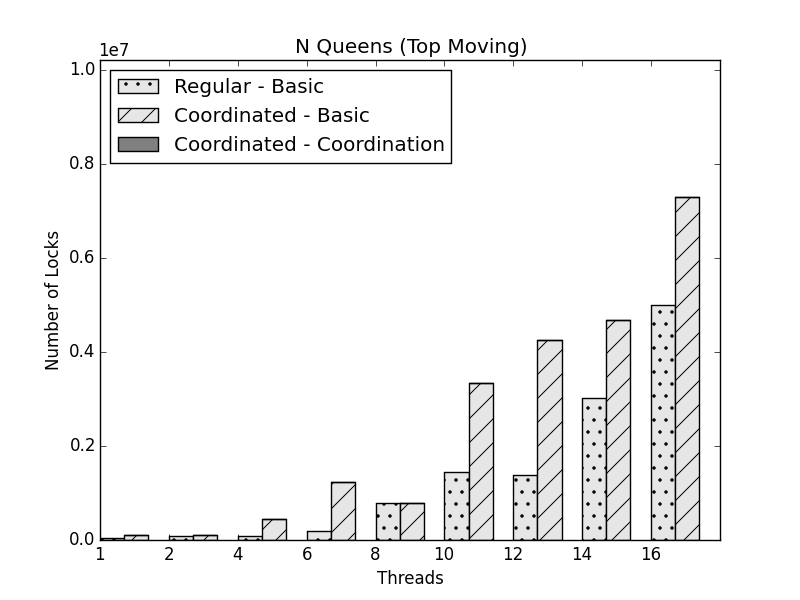 N Queens (Top Moving)
1e7
Regular - Basic
Coordinated - Basic
Coordinated - Coordination
1.0
0.8
0.6
0.4
0.2
0.0
Number of Locks
1 2 4 6 8 10 12 14 16
Threads